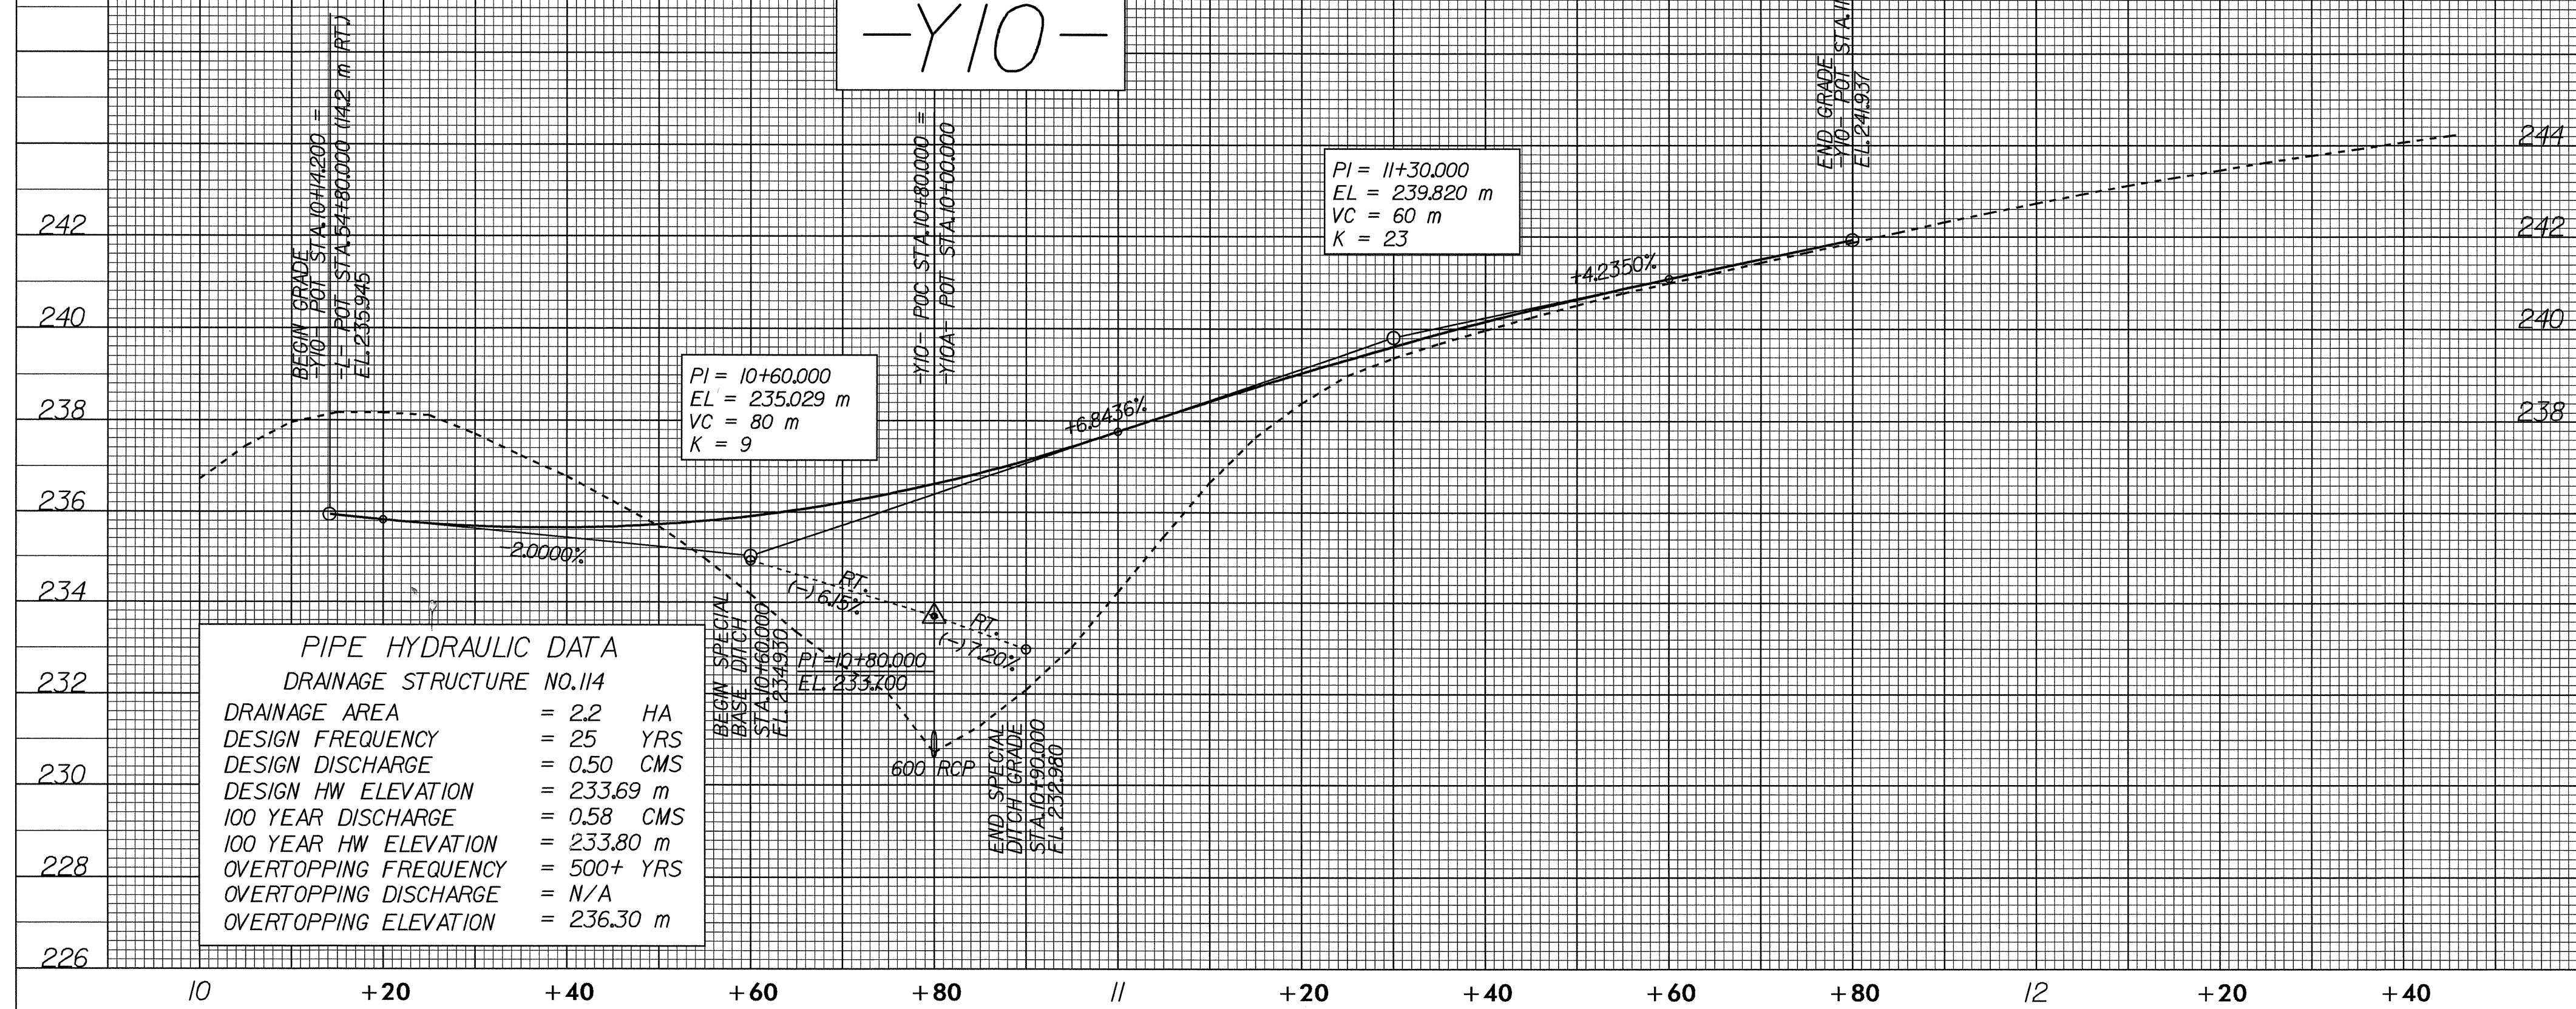 -Y10-
BEGIN GRADE
-Y10- POT STA.10+14.200 =
-L- POT STA.54+80.000 (14.2 m RT.)
EL.235.945
-Y10- POC STA.10+80.000 =
-Y10A- POT STA.10+00.000
END GRADE
-Y10- POT STA.11
EL.241.937
PI = 11+30.000
EL = 239.820 m
VC = 60 m
K = 23
PI = 10+60.000
EL = 235.029 m
VC = 80 m
K = 9
-2.0000%
+6.8436%
+4.2350%
RT.
(-)6.15%
RT.
(-)7.20%
BEGIN SPECIAL
BASE DITCH
STA.10+60.000
EL. 234.930
PI =10+80.000
EL. 233.700
600 RCP
END SPECIAL
DITCH GRADE
STA.10+90.000
EL. 232.980
PIPE HYDRAULIC DATA
DRAINAGE STRUCTURE NO.114
DRAINAGE AREA = 2.2 HA
DESIGN FREQUENCY = 25 YRS
DESIGN DISCHARGE = 0.50 CMS
DESIGN HW ELEVATION = 233.69 m
100 YEAR DISCHARGE = 0.58 CMS
100 YEAR HW ELEVATION = 233.80 m
OVERTOPPING FREQUENCY = 500+ YRS
OVERTOPPING DISCHARGE = N/A
OVERTOPPING ELEVATION = 236.30 m
242
240
238
236
234
232
230
228
226
244
242
240
238
10 +20 +40 +60 +80 11 +20 +40 +60 +80 12 +20 +40